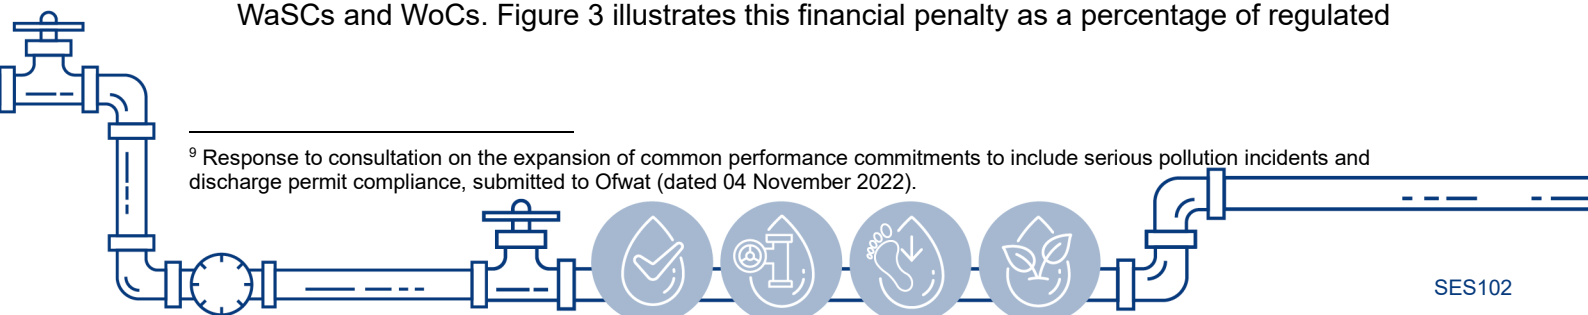 WaSCs and WoCs. Figure 3 illustrates this financial penalty as a percentage of regulated
9 Response to consultation on the expansion of common performance commitments to include serious pollution incidents and
discharge permit compliance, submitted to Ofwat (dated 04 November 2022).
SES102